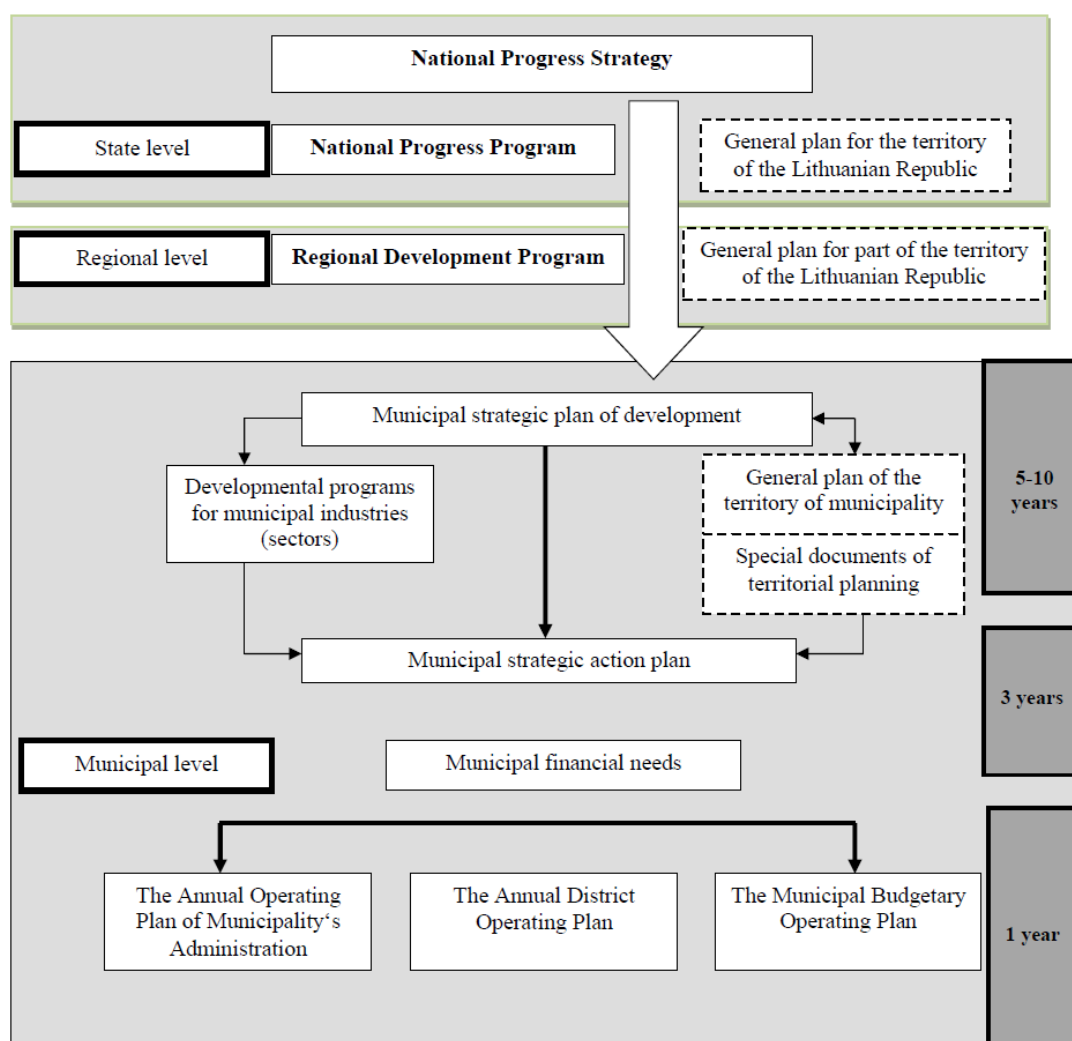 National Progress Strategy
State level
National Progress Program
General plan for the territory
of the Lithuanian Republic
Regional level
Regional Development Program
General plan for part of the territory
of the Lithuanian Republic
Municipal strategic plan of development
Developmental programs
for municipal industries
(sectors)
General plan of the
territory of municipality
Special documents of
territorial planning
5-10
years
Municipal strategic action plan
3 years
Municipal level
Municipal financial needs
The Annual Operating
Plan of Municipality‘s
Administration
The Annual District
Operating Plan
The Municipal Budgetary
Operating Plan
1 year